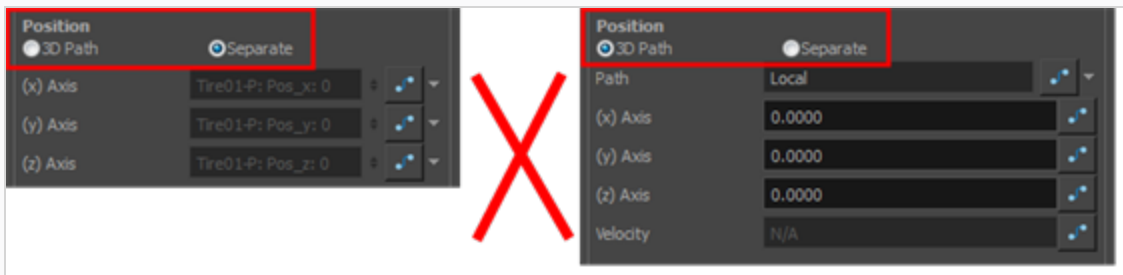 Position
3D Path Separate
(x) Axis Tire01-P: Pos_x: 0
(y) Axis Tire01-P: Pos_y: 0
(z) Axis Tire01-P: Pos_z: 0
Position
3D Path Separate
Path Local
(x) Axis 0.0000
(y) Axis 0.0000
(z) Axis 0.0000
Velocity N/A